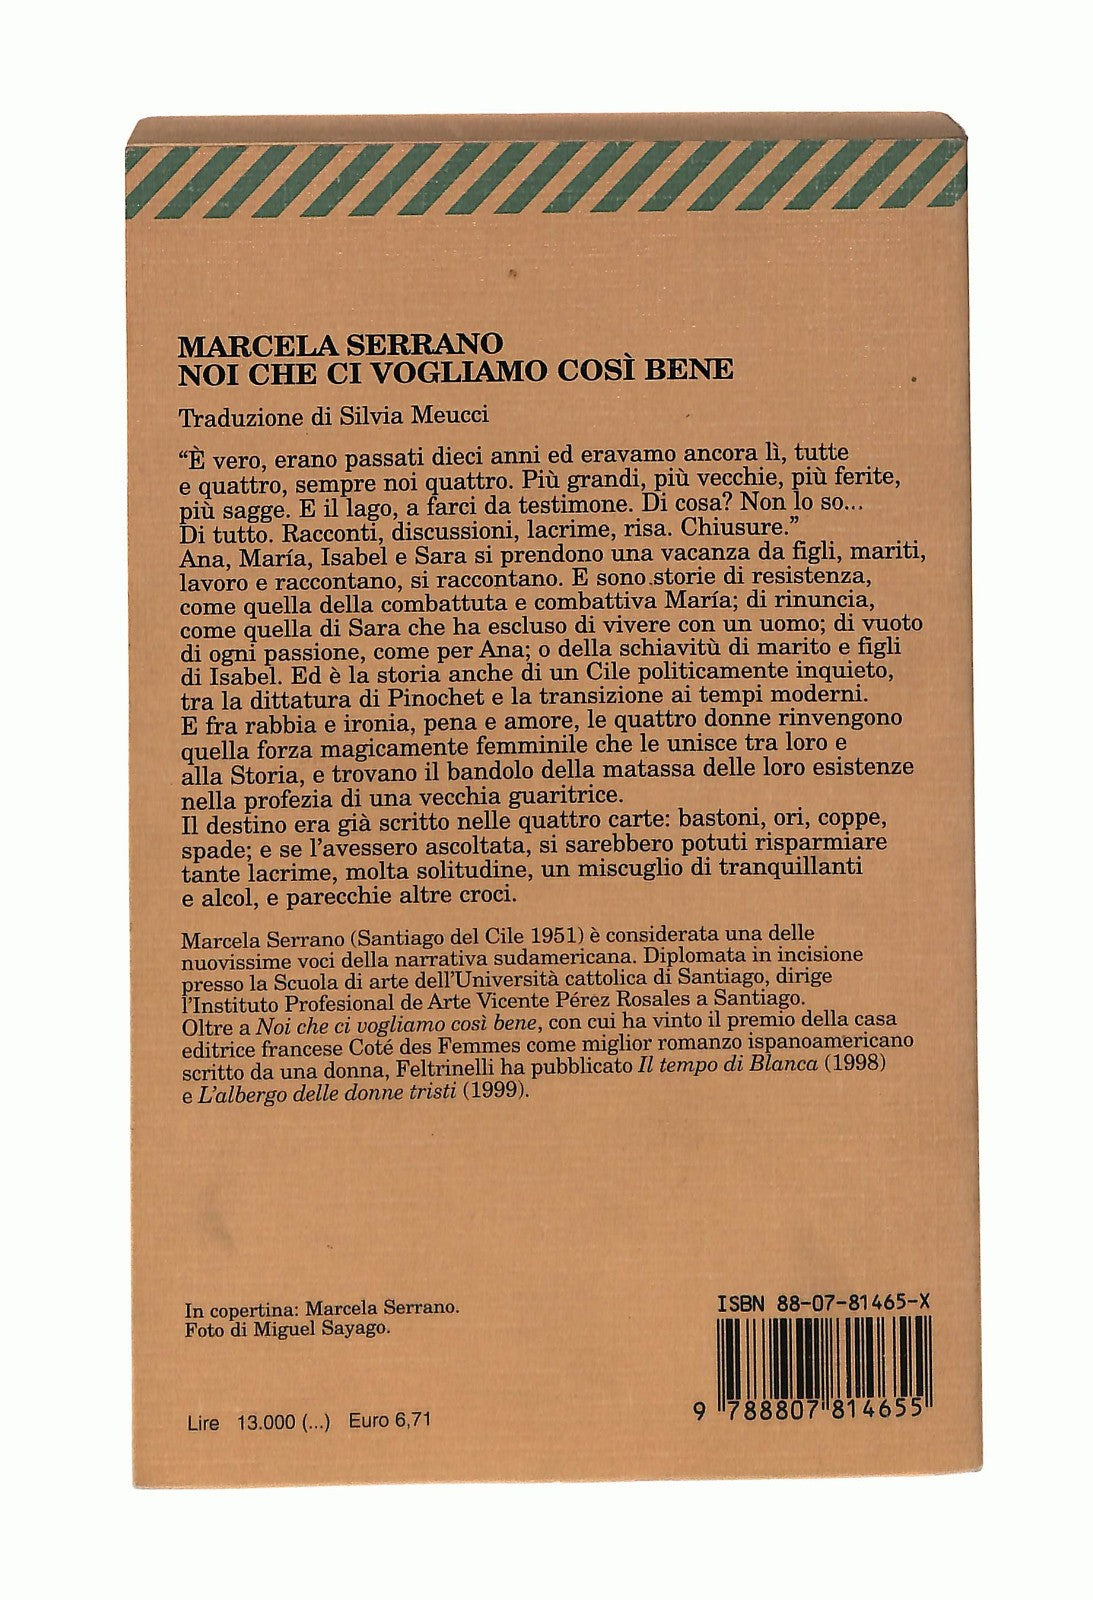 MARCELA SERRANO
NOI CHE CI VOGLIAMO COSÌ BENE
Traduzione di Silvia Meucci
“È vero, erano passati dieci anni ed eravamo ancora lì, tutte
e quattro, sempre noi quattro. Più grandi, più vecchie, più ferite,
più sagge. E il lago, a farci da testimone. Di cosa? Non lo so...
Di tutto. Racconti, discussioni, lacrime, risa. Chiusure.”
Ana, María, Isabel e Sara si prendono una vacanza da figli, mariti,
lavoro e raccontano, si raccontano. E sono storie di resistenza,
come quella della combattuta e combattiva María; di rinuncia,
come quella di Sara che ha escluso di vivere con un uomo; di vuoto
di ogni passione, come per Ana; o della schiavitù di marito e figli
di Isabel. Ed è la storia anche di un Cile politicamente inquieto,
tra la dittatura di Pinochet e la transizione ai tempi moderni.
E fra rabbia e ironia, pena e amore, le quattro donne rinvengono
quella forza magicamente femminile che le unisce tra loro e
alla Storia, e trovano il bandolo della matassa delle loro esistenze
nella profezia di una vecchia guaritrice.
Il destino era già scritto nelle quattro carte: bastoni, ori, coppe,
spade; e se l’avessero ascoltata, si sarebbero potuti risparmiare
tante lacrime, molta solitudine, un miscuglio di tranquillanti
e alcol, e parecchie altre croci.
Marcela Serrano (Santiago del Cile 1951) è considerata una delle
nuovissime voci della narrativa sudamericana. Diplomata in incisione
presso la Scuola di arte dell’Università cattolica di Santiago, dirige
l’Instituto Profesional de Arte Vicente Pérez Rosales a Santiago.
Oltre a Noi che ci vogliamo così bene, con cui ha vinto il premio della casa
editrice francese Coté des Femmes come miglior romanzo ispanoamericano
scritto da una donna, Feltrinelli ha pubblicato Il tempo di Blanca (1998)
e L’albergo delle donne tristi (1999).
In copertina: Marcela Serrano.
Foto di Miguel Sayago.
ISBN 88-07-81465-X
9 788807 814655
Lire 13.000 (...) Euro 6,71